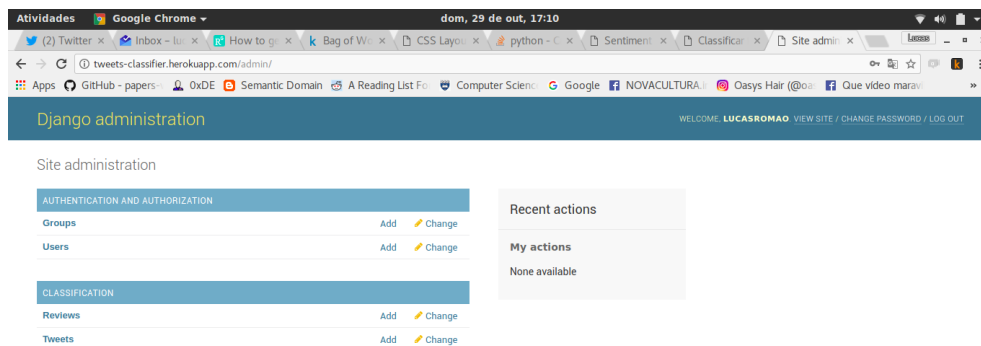 Atividades Google Chrome dom, 29 de out, 17:10
(2) Twitter Inbox – luc How to ge Bag of Wo CSS Layou python - C Sentiment Classificar Site admin Lucas
tweets-classifier.herokuapp.com/admin/
Apps GitHub - papers- 0xDE Semantic Domain A Reading List Fo Computer Scienc Google NOVACULTURA.i Oasys Hair (@oas Que vídeo marav »
Django administration WELCOME, LUCASROMAO. VIEW SITE / CHANGE PASSWORD / LOG OUT
Site administration
AUTHENTICATION AND AUTHORIZATION
Groups Add Change
Users Add Change
CLASSIFICATION
Reviews Add Change
Tweets Add Change
Recent actions
My actions
None available